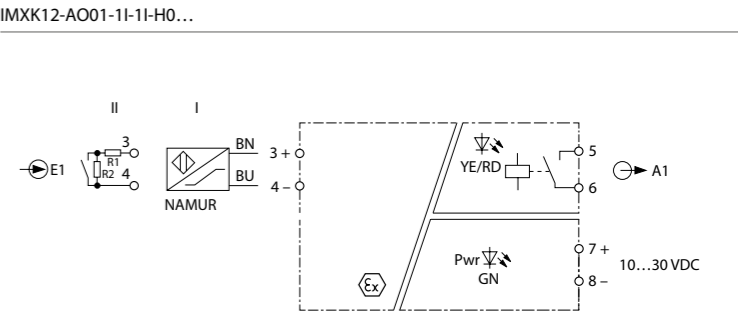 IMXK12-AO01-1I-1I-H0…
II
I
E1
3
R1
R2
4
NAMUR
BN
BU
3 +
4 –
YE/RD
5
6
A1
εx
Pwr
GN
7 +
8 –
10…30 VDC